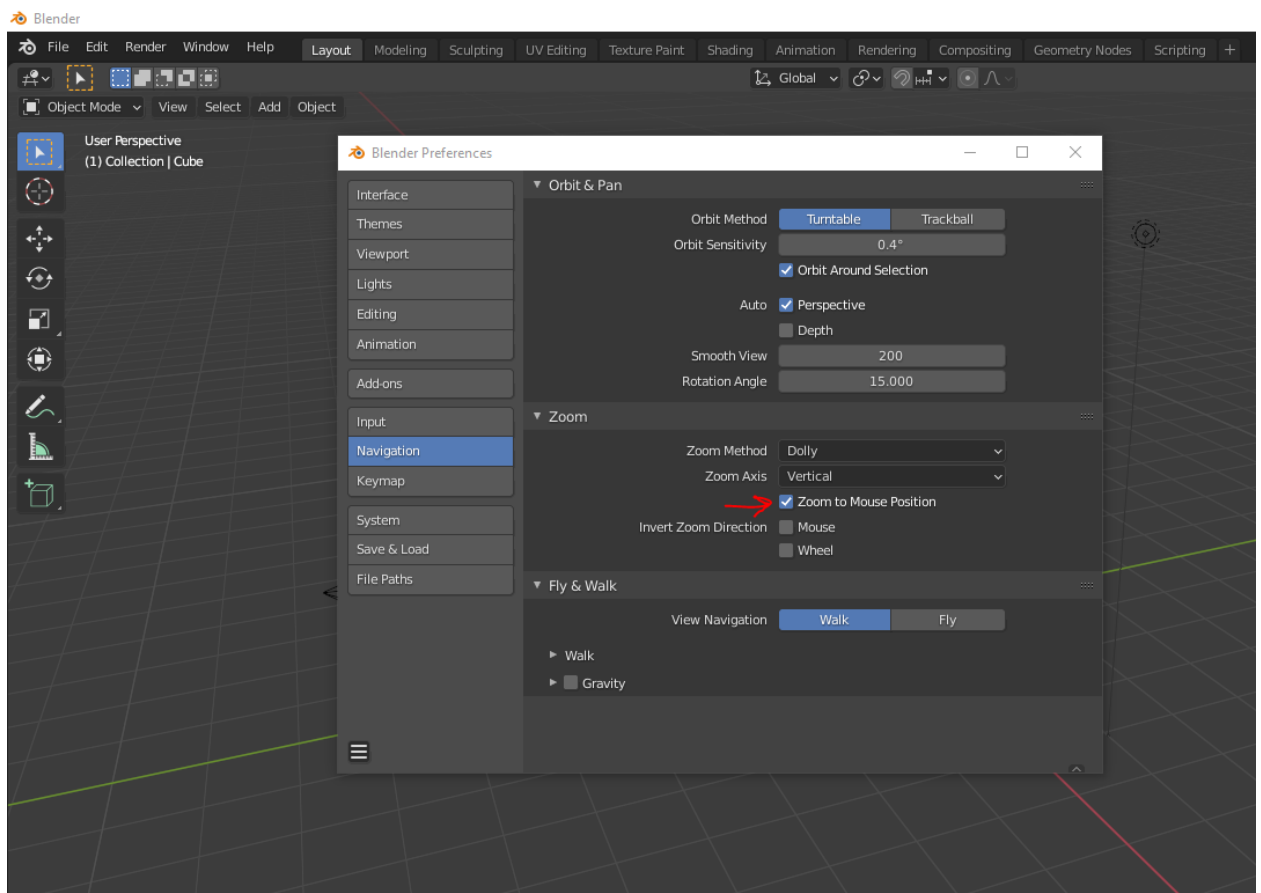 Blender
File Edit Render Window Help Layout Modeling Sculpting UV Editing Texture Paint Shading Animation Rendering Compositing Geometry Nodes Scripting +
Global
Object Mode View Select Add Object
User Perspective
(1) Collection | Cube
Blender Preferences
Interface
Themes
Viewport
Lights
Editing
Animation
Add-ons
Input
Navigation
Keymap
System
Save & Load
File Paths
Orbit & Pan
Orbit Method Turntable Trackball
Orbit Sensitivity 0.4°
Orbit Around Selection
Auto Perspective
Depth
Smooth View 200
Rotation Angle 15.000
Zoom
Zoom Method Dolly
Zoom Axis Vertical
Zoom to Mouse Position
Invert Zoom Direction Mouse
Wheel
Fly & Walk
View Navigation Walk Fly
Walk
Gravity